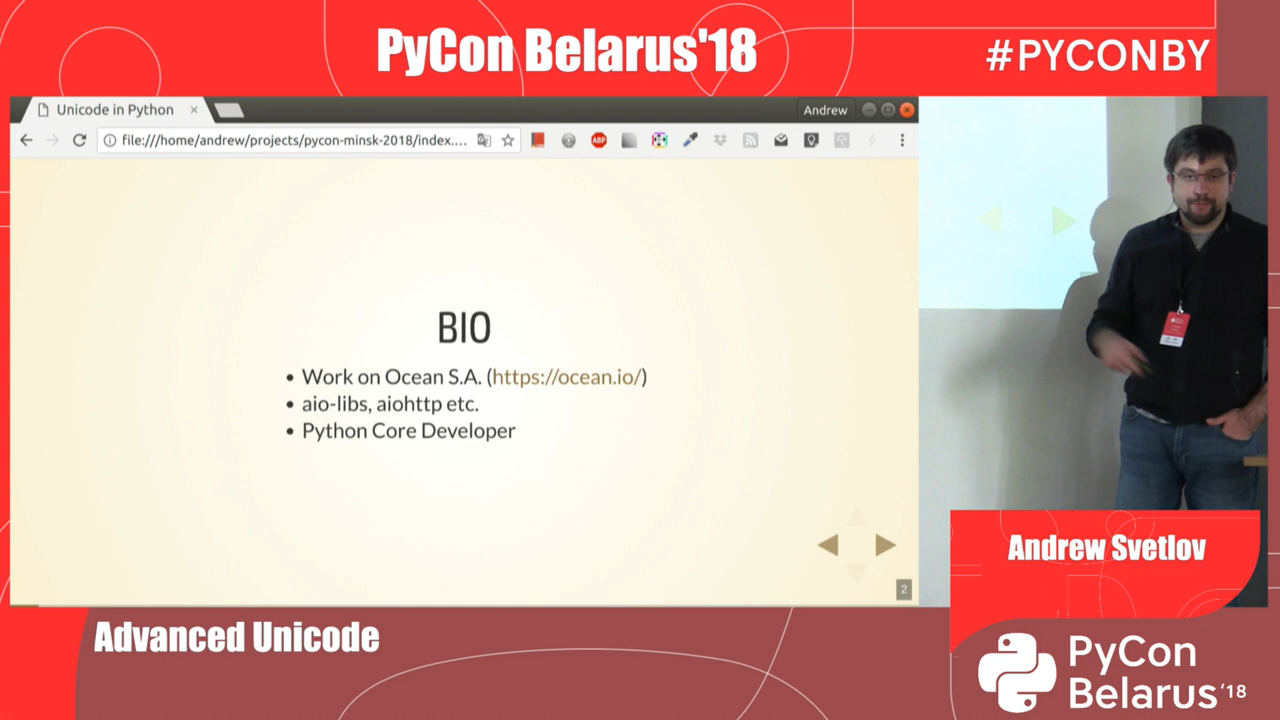 PyCon Belarus'18
#PYCONBY
Unicode in Python
Andrew
file:///home/andrew/projects/pycon-minsk-2018/index....
ABP
BIO
• Work on Ocean S.A. (https://ocean.io/)
• aio-libs, aiohttp etc.
• Python Core Developer
2
Andrew Svetlov
Advanced Unicode
PyCon
Belarus '18